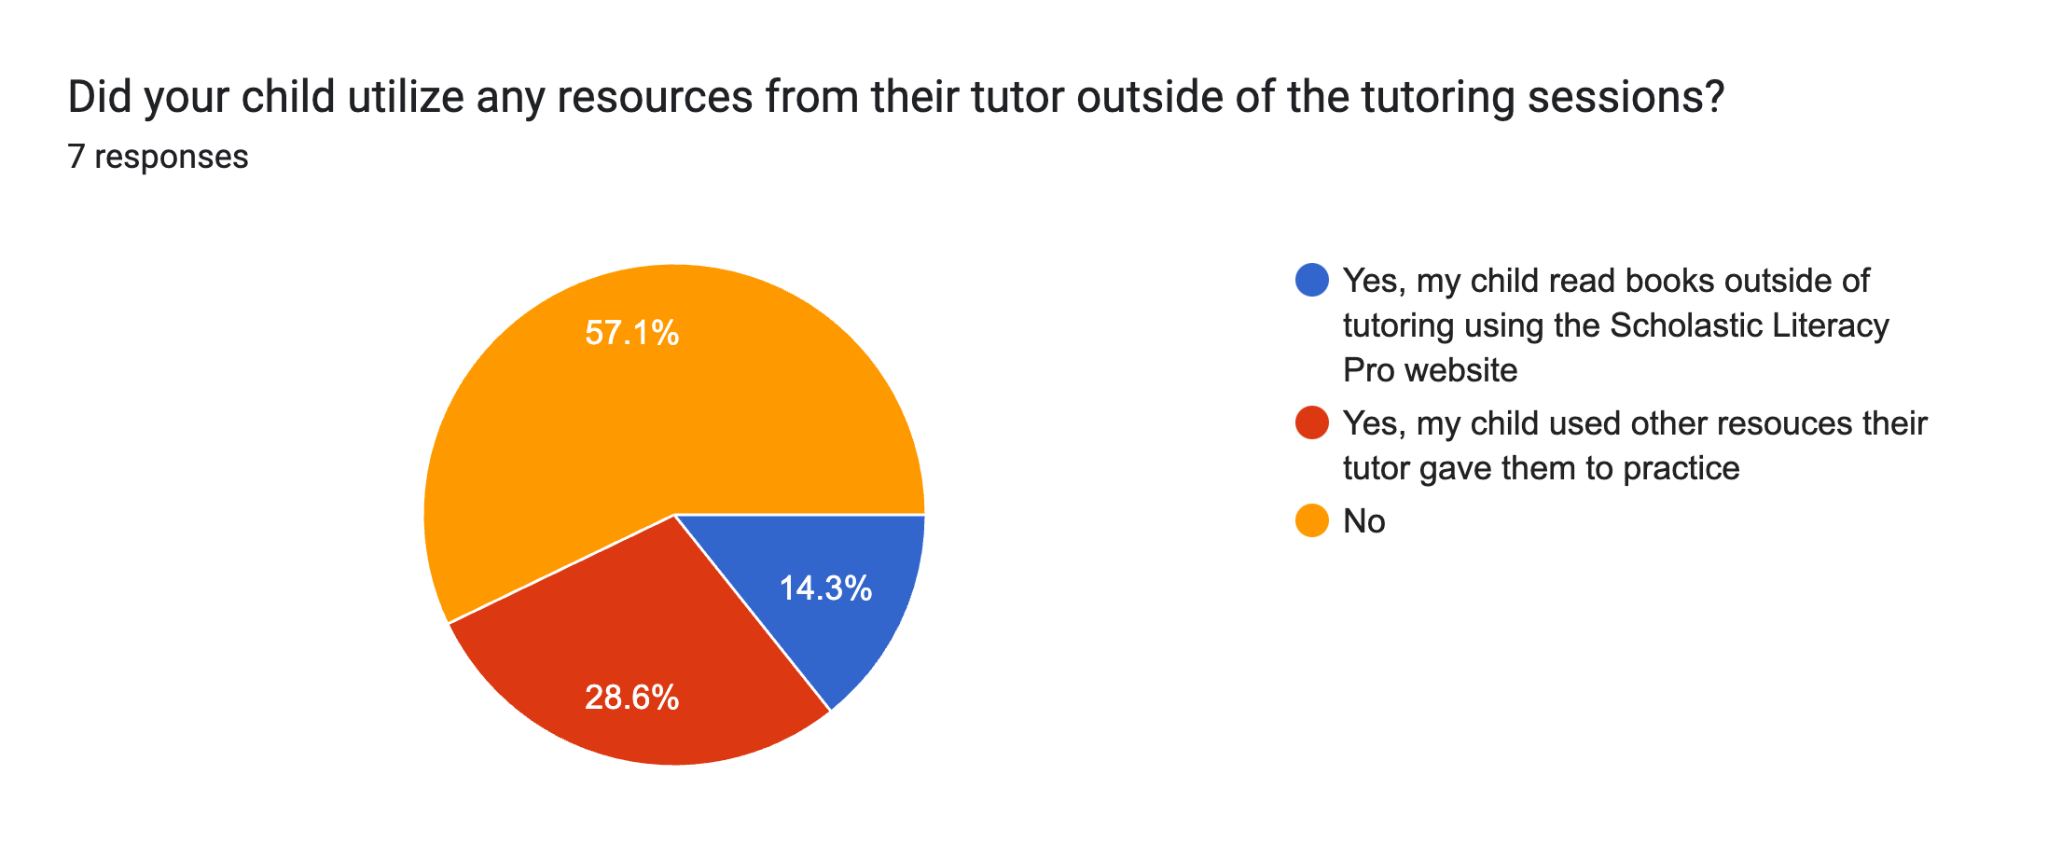 Did your child utilize any resources from their tutor outside of the tutoring sessions?
7 responses
57.1%
14.3%
28.6%
Yes, my child read books outside of
tutoring using the Scholastic Literacy
Pro website
Yes, my child used other resouces their
tutor gave them to practice
No